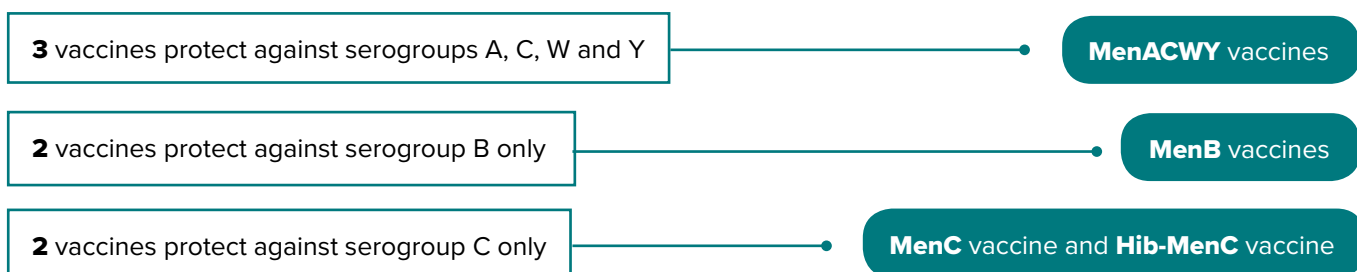 3 vaccines protect against serogroups A, C, W and Y
MenACWY vaccines
2 vaccines protect against serogroup B only
MenB vaccines
2 vaccines protect against serogroup C only
MenC vaccine and Hib-MenC vaccine